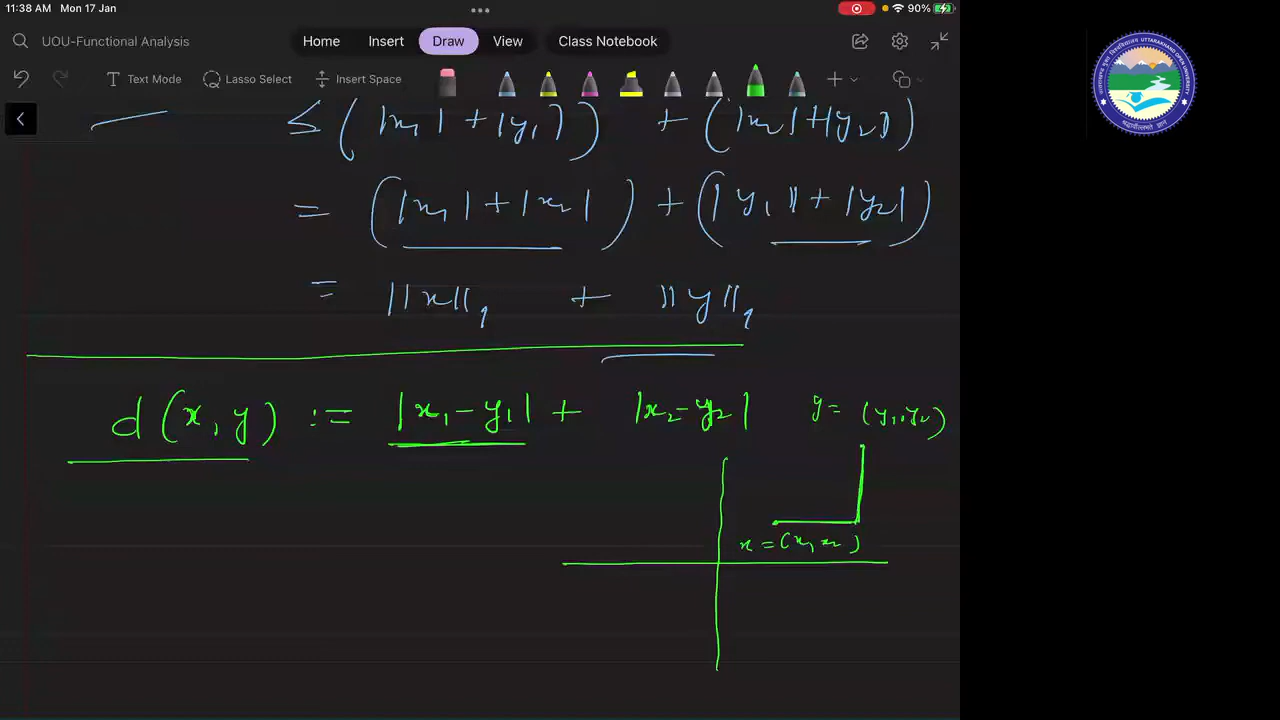 11:38 AM Mon 17 Jan
90%
UOU-Functional Analysis
Home Insert Draw View Class Notebook
Text Mode Lasso Select Insert Space
≤ (|x₁| + |y₁|) + (|x₂| + |y₂|)
= (|x₁| + |x₂|) + (|y₁| + |y₂|)
= ||x||₁ + ||y||₁
d(x, y) := |x₁ - y₁| + |x₂ - y₂|
y = (y₁, y₂)
x = (x₁, x₂)